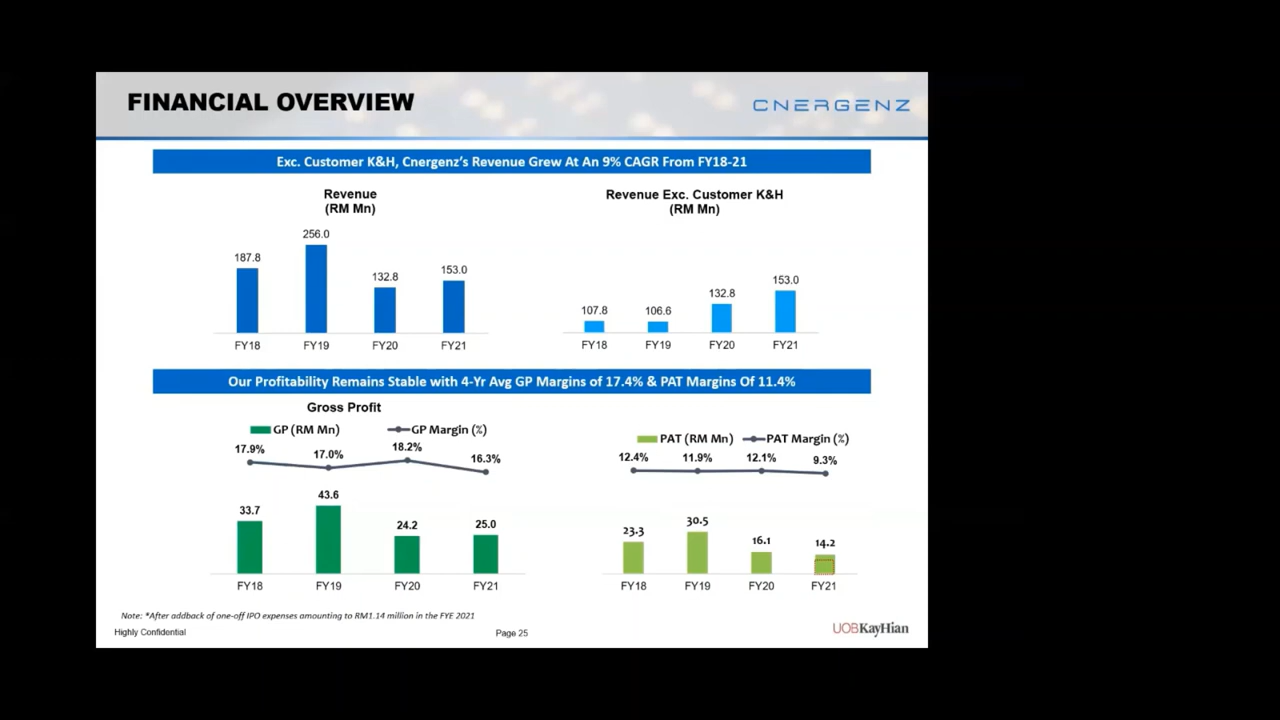 FINANCIAL OVERVIEW
CNERGENZ
Exc. Customer K&H, Cnergenz's Revenue Grew At An 9% CAGR From FY18-21
Revenue
(RM Mn)
187.8
256.0
132.8
153.0
FY18
FY19
FY20
FY21
Revenue Exc. Customer K&H
(RM Mn)
107.8
106.6
132.8
153.0
FY18
FY19
FY20
FY21
Our Profitability Remains Stable with 4-Yr Avg GP Margins of 17.4% & PAT Margins Of 11.4%
Gross Profit
GP (RM Mn)
GP Margin (%)
17.9%
17.0%
18.2%
16.3%
33.7
43.6
24.2
25.0
FY18
FY19
FY20
FY21
PAT (RM Mn)
PAT Margin (%)
12.4%
11.9%
12.1%
9.3%
23.3
30.5
16.1
14.2
FY18
FY19
FY20
FY21
Note: *After addback of one-off IPO expenses amounting to RM1.14 million in the FYE 2021
Highly Confidential
Page 25
UOBKayHian